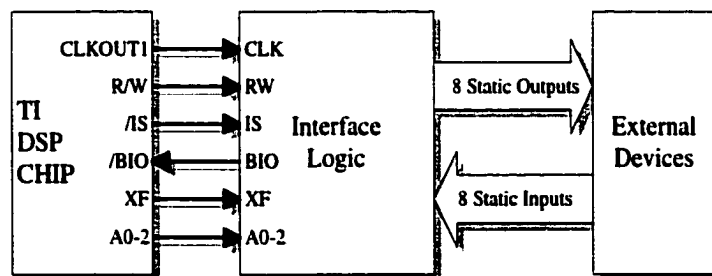 CLKOUT1
CLK
R/W
RW
8 Static Outputs
TI
DSP
CHIP
/IS
IS
Interface
Logic
External
Devices
/BIO
BIO
XF
XF
8 Static Inputs
A0-2
A0-2